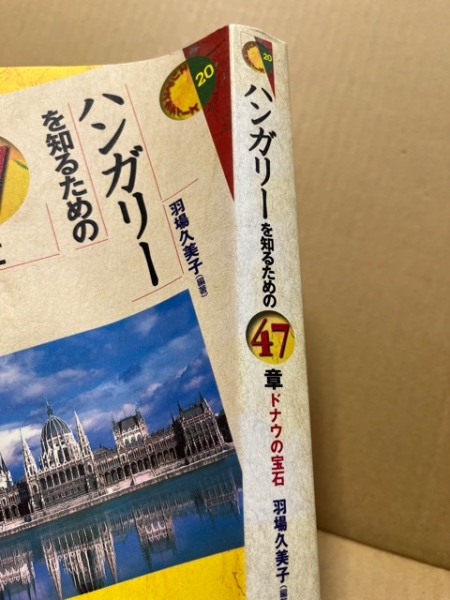 20
ハンガリー
を知るための
羽場久美子(編著)
20
ハンガリーを知るための
47
章
ドナウの宝石
羽場久美子